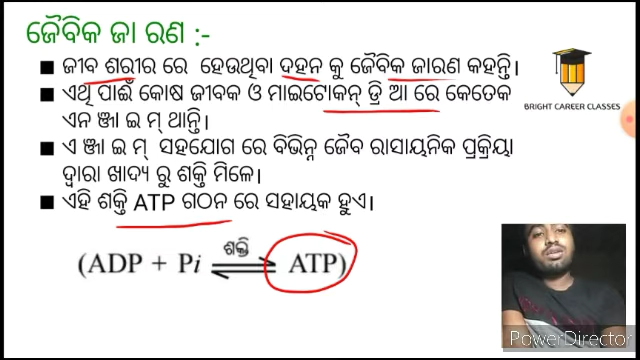 ଜୈବିକ ଜା ରଣ :-
■ ଜୀବ ଶରୀର ରେ ହେଉଥିବା ଦହନ କୁ ଜୈବିକ ଜାରଣ କହନ୍ତି।
■ ଏଥି ପାଇଁ କୋଷ ଜୀବକ ଓ ମାଇଟୋକନ୍ ଡ୍ରି ଆ ରେ କେତେକ
ଏନ ଞ୍ଜା ଇ ମ୍ ଥାନ୍ତି।
■ ଏ ଞ୍ଜା ଇ ମ୍ ସହଯୋଗ ରେ ବିଭିନ୍ନ ଜୈବ ରାସାୟନିକ ପ୍ରକ୍ରିୟା
ଦ୍ୱାରା ଖାଦ୍ୟ ରୁ ଶକ୍ତି ମିଳେ।
■ ଏହି ଶକ୍ତି ATP ଗଠନ ରେ ସହାୟକ ହୁଏ।
ଶକ୍ତି
(ADP + Pi ⇌ ATP)
BRIGHT CAREER CLASSES
PowerDirector